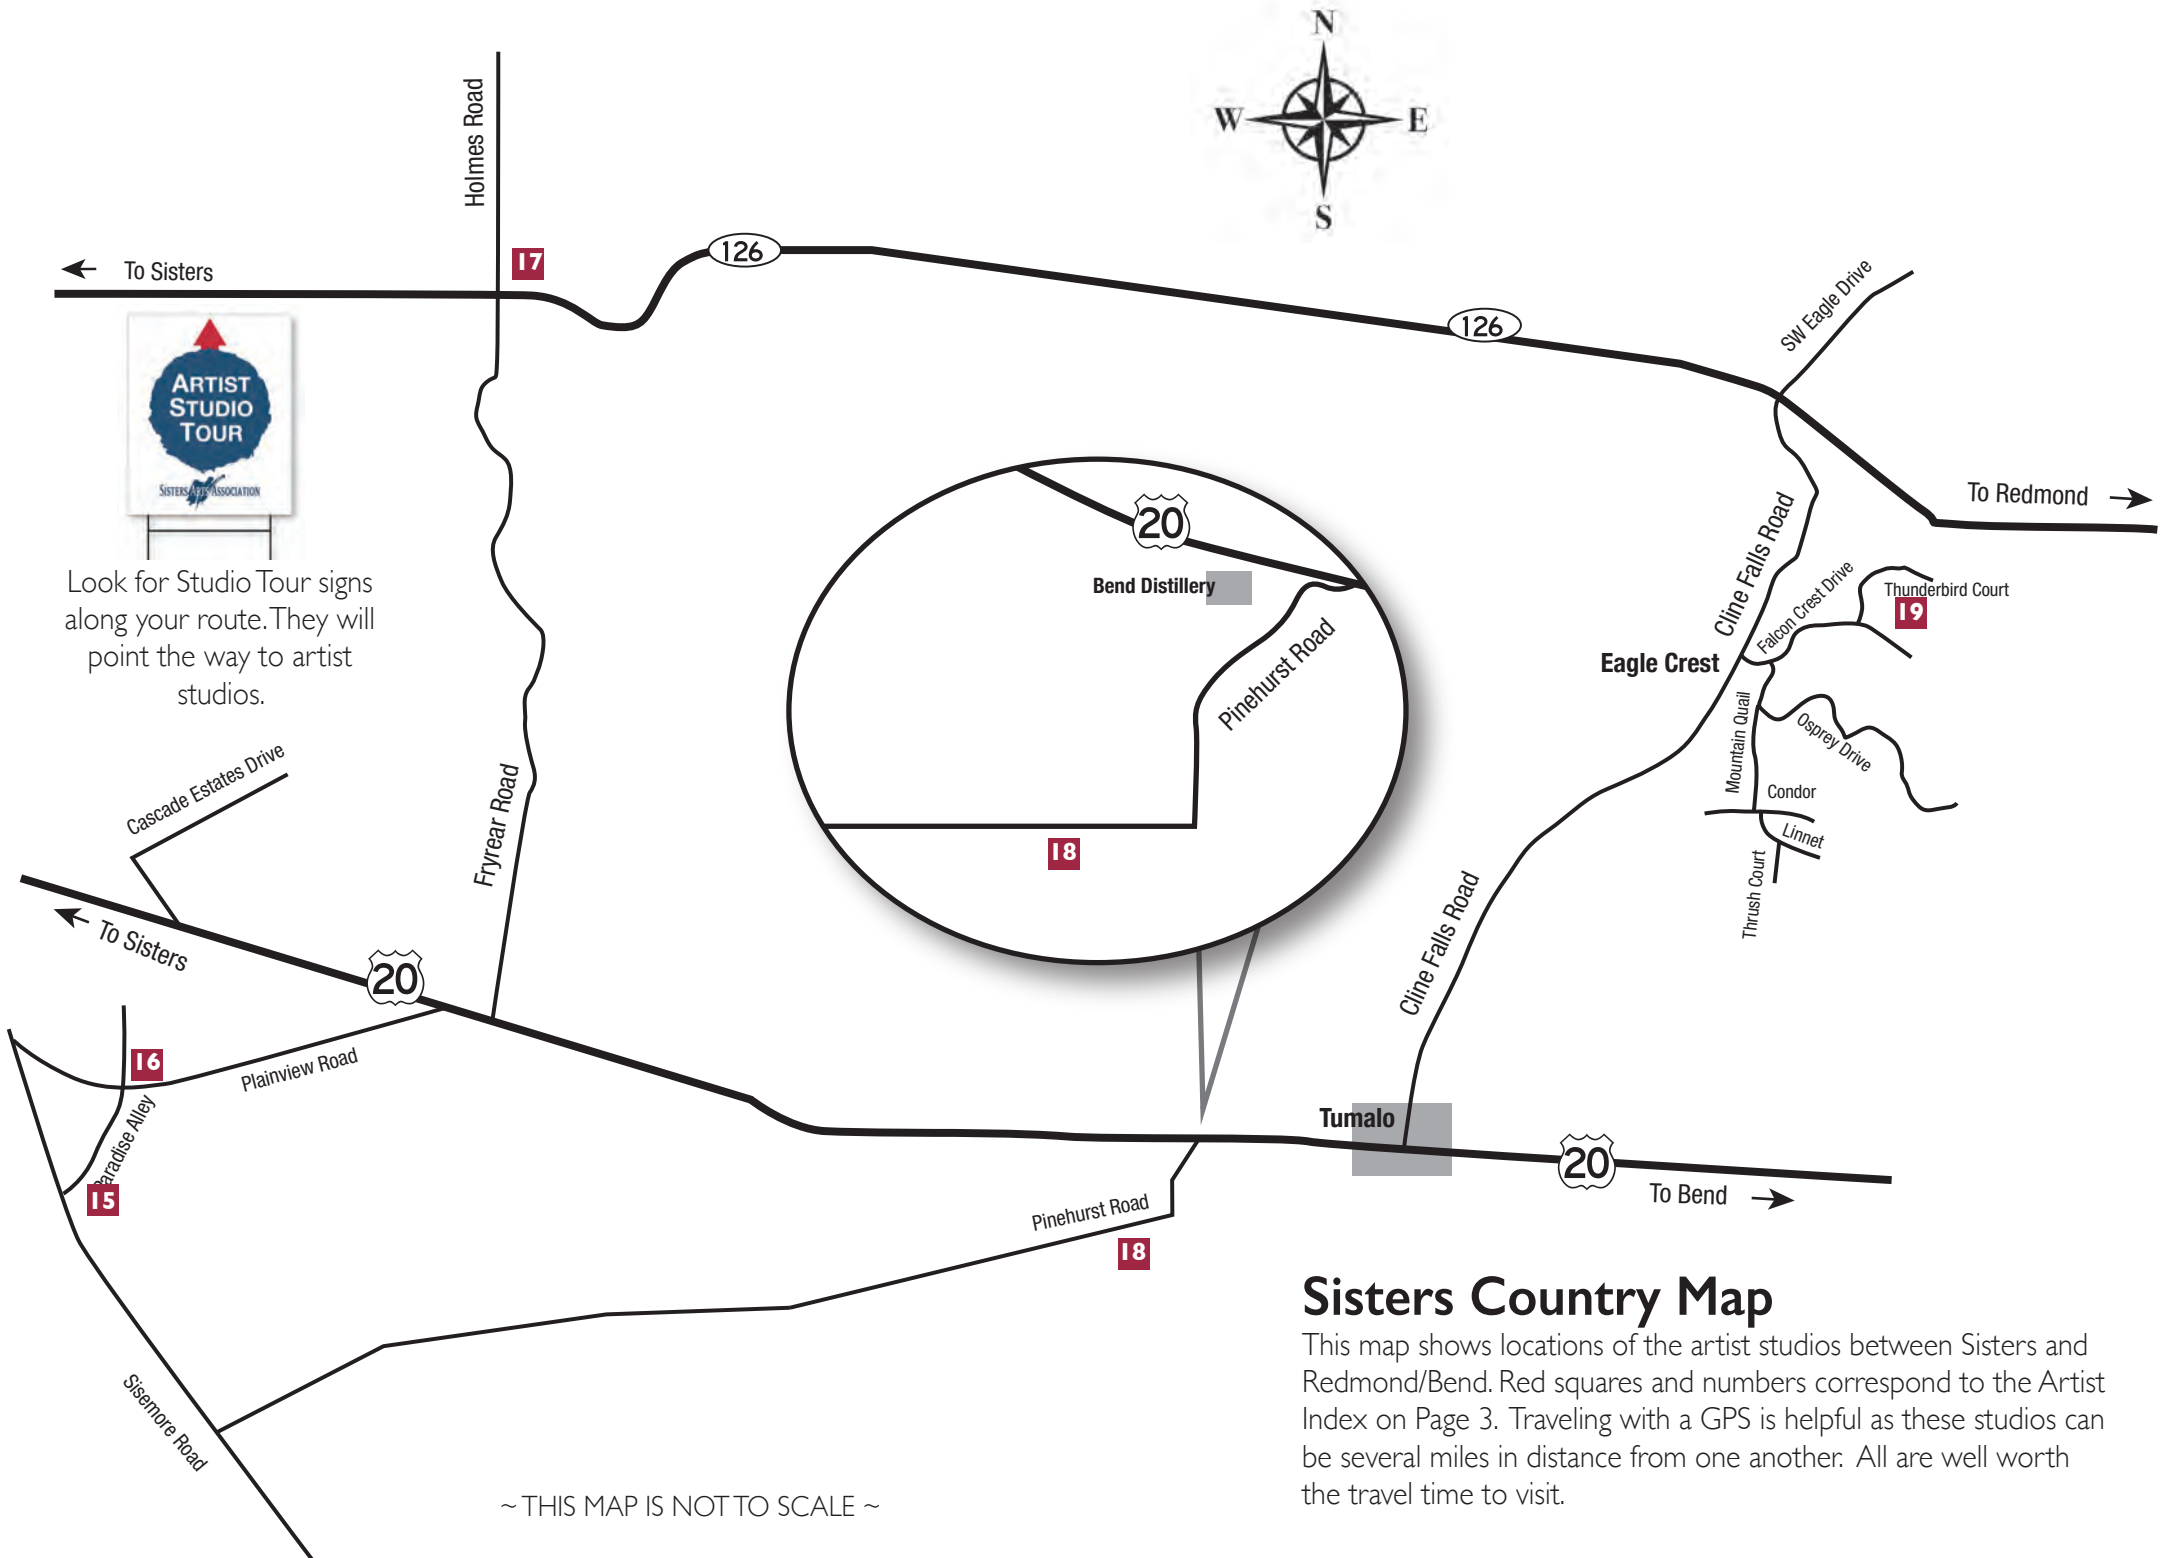 N
W
E
S
Holmes Road
17
126
To Sisters
126
SW Eagle Drive
ARTIST
STUDIO
TOUR
SISTERS ARTS ASSOCIATION
To Redmond
Look for Studio Tour signs
along your route. They will
point the way to artist
studios.
20
Bend Distillery
Pinehurst Road
18
Cline Falls Road
Falcon Crest Drive
Thunderbird Court
19
Eagle Crest
Mountain Quail
Osprey Drive
Condor
Linnet
Thrush Court
Cascade Estates Drive
Fryrear Road
To Sisters
20
Cline Falls Road
16
Plainview Road
Paradise Alley
15
Tumalo
20
To Bend
Pinehurst Road
18
Sisemore Road
Sisters Country Map
This map shows locations of the artist studios between Sisters and
Redmond/Bend. Red squares and numbers correspond to the Artist
Index on Page 3. Traveling with a GPS is helpful as these studios can
be several miles in distance from one another. All are well worth
the travel time to visit.
~ THIS MAP IS NOT TO SCALE ~